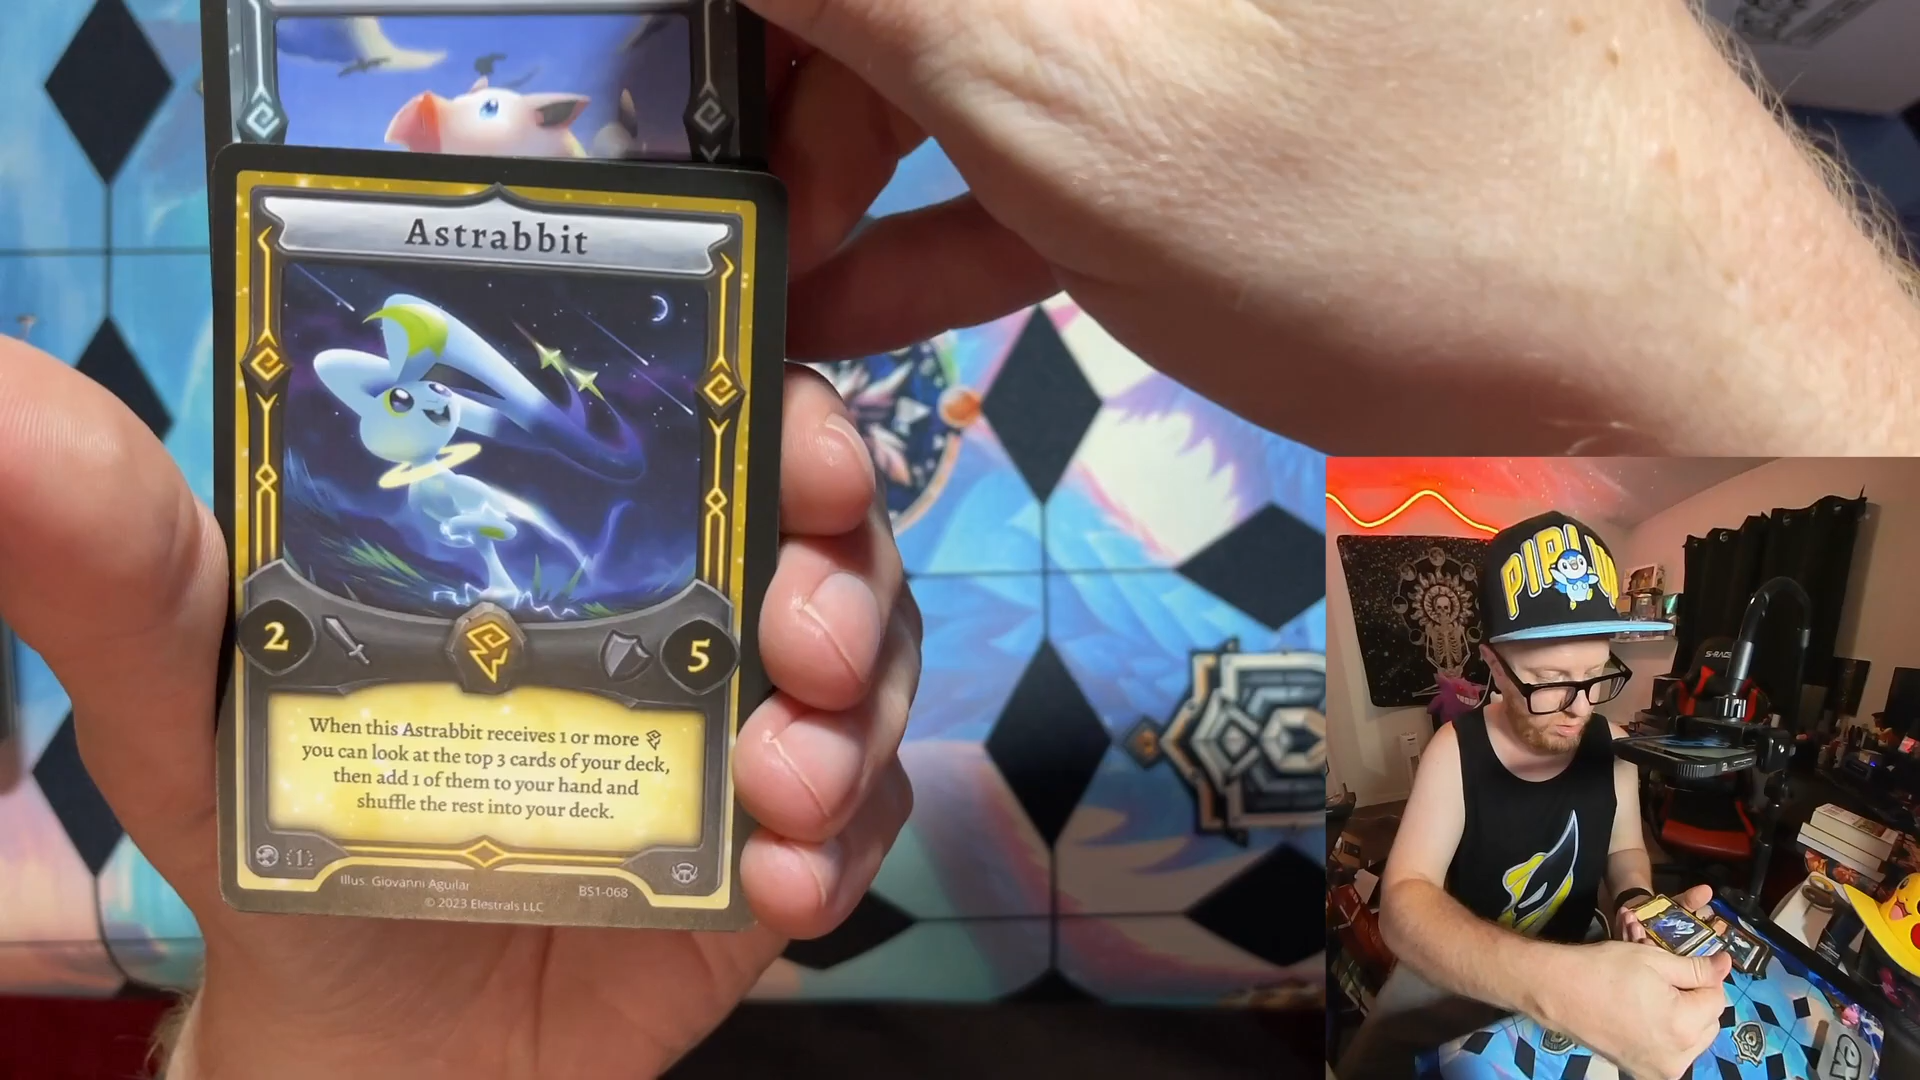 Astrabbit
2
5
When this Astrabbit receives 1 or more
you can look at the top 3 cards of your deck,
then add 1 of them to your hand and
shuffle the rest into your deck.
1
Illus. Giovanni Aguilar
BS1-068
© 2023 Elestrals LLC